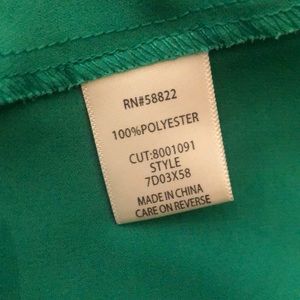 RN#58822
100%POLYESTER
CUT:8001091
STYLE
7D03X58
MADE IN CHINA
CARE ON REVERSE